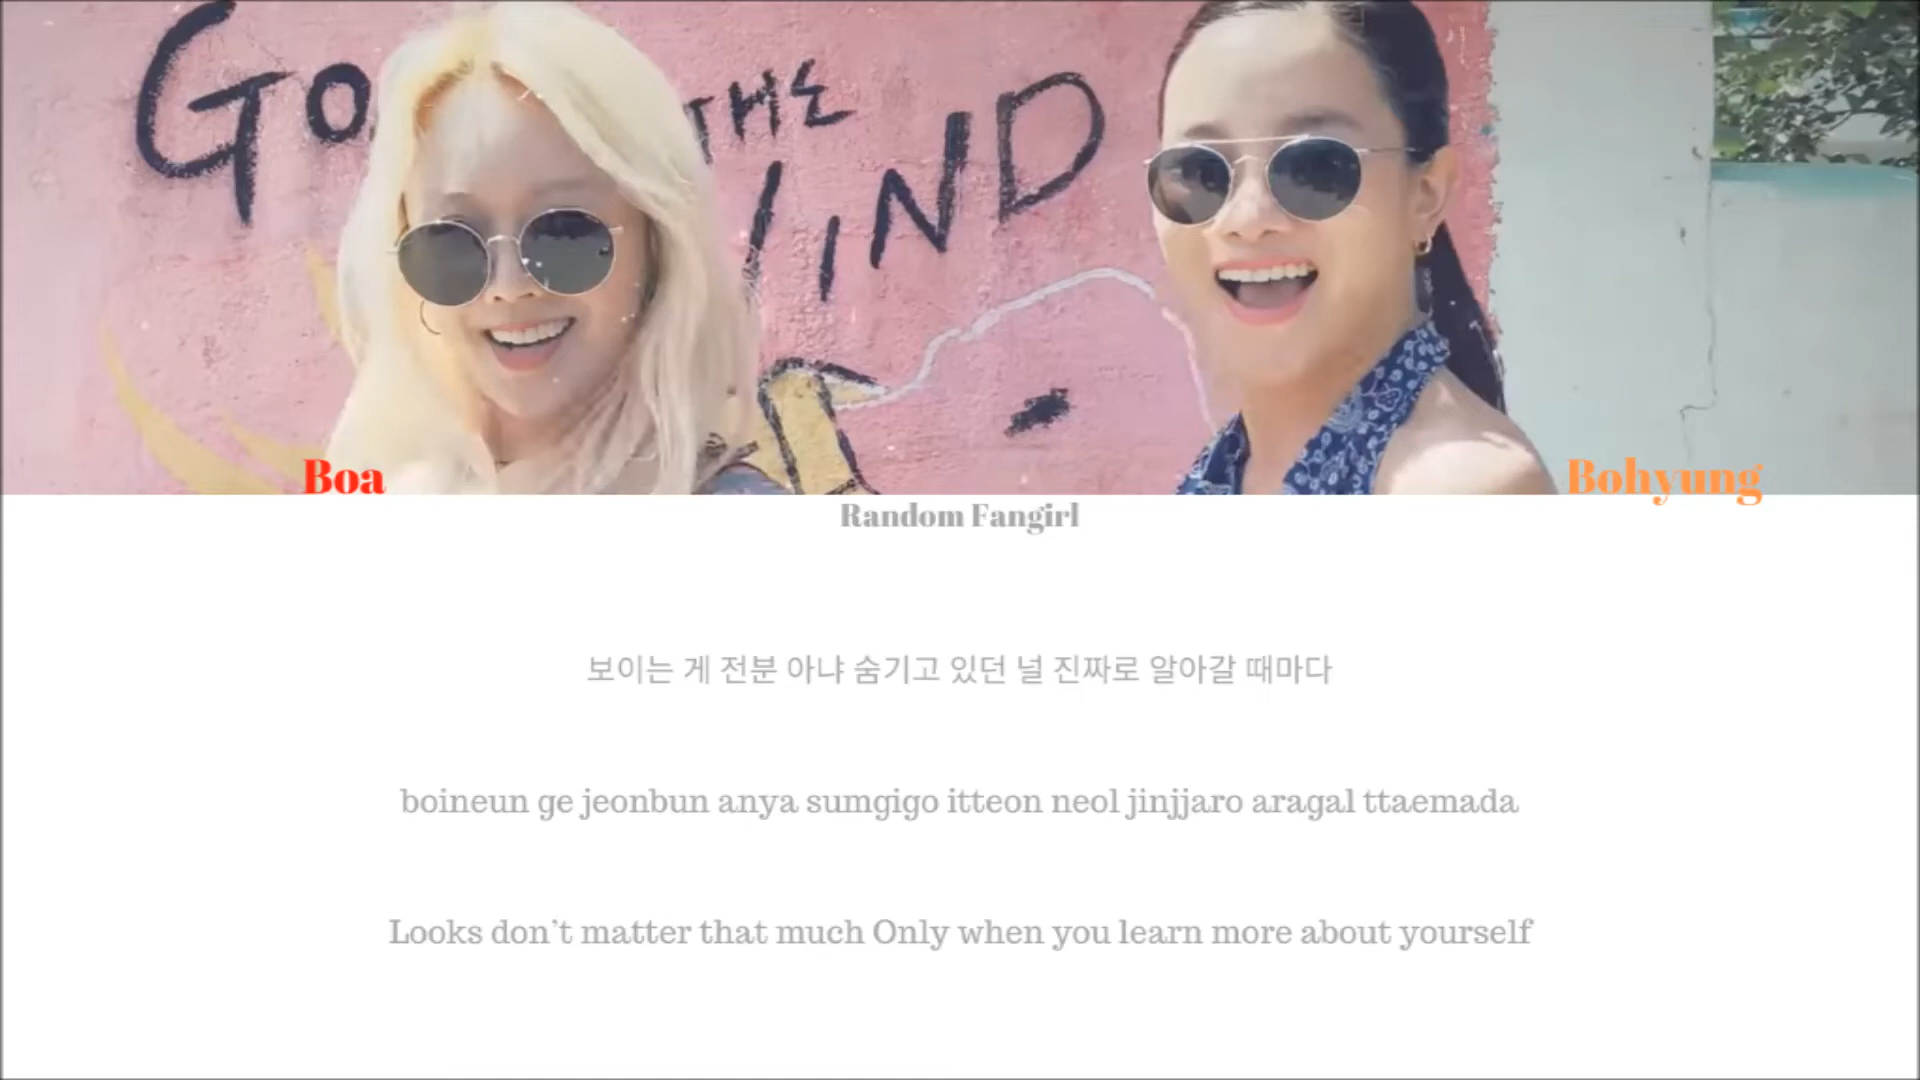 GO THE
WIND
Boa
Bohyung
Random Fangirl
보이는 게 전분 아냐 숨기고 있던 널 진짜로 알아갈 때마다
boineun ge jeonbun anya sumgigo itteon neol jinjjaro aragal ttaemada
Looks don't matter that much Only when you learn more about yourself